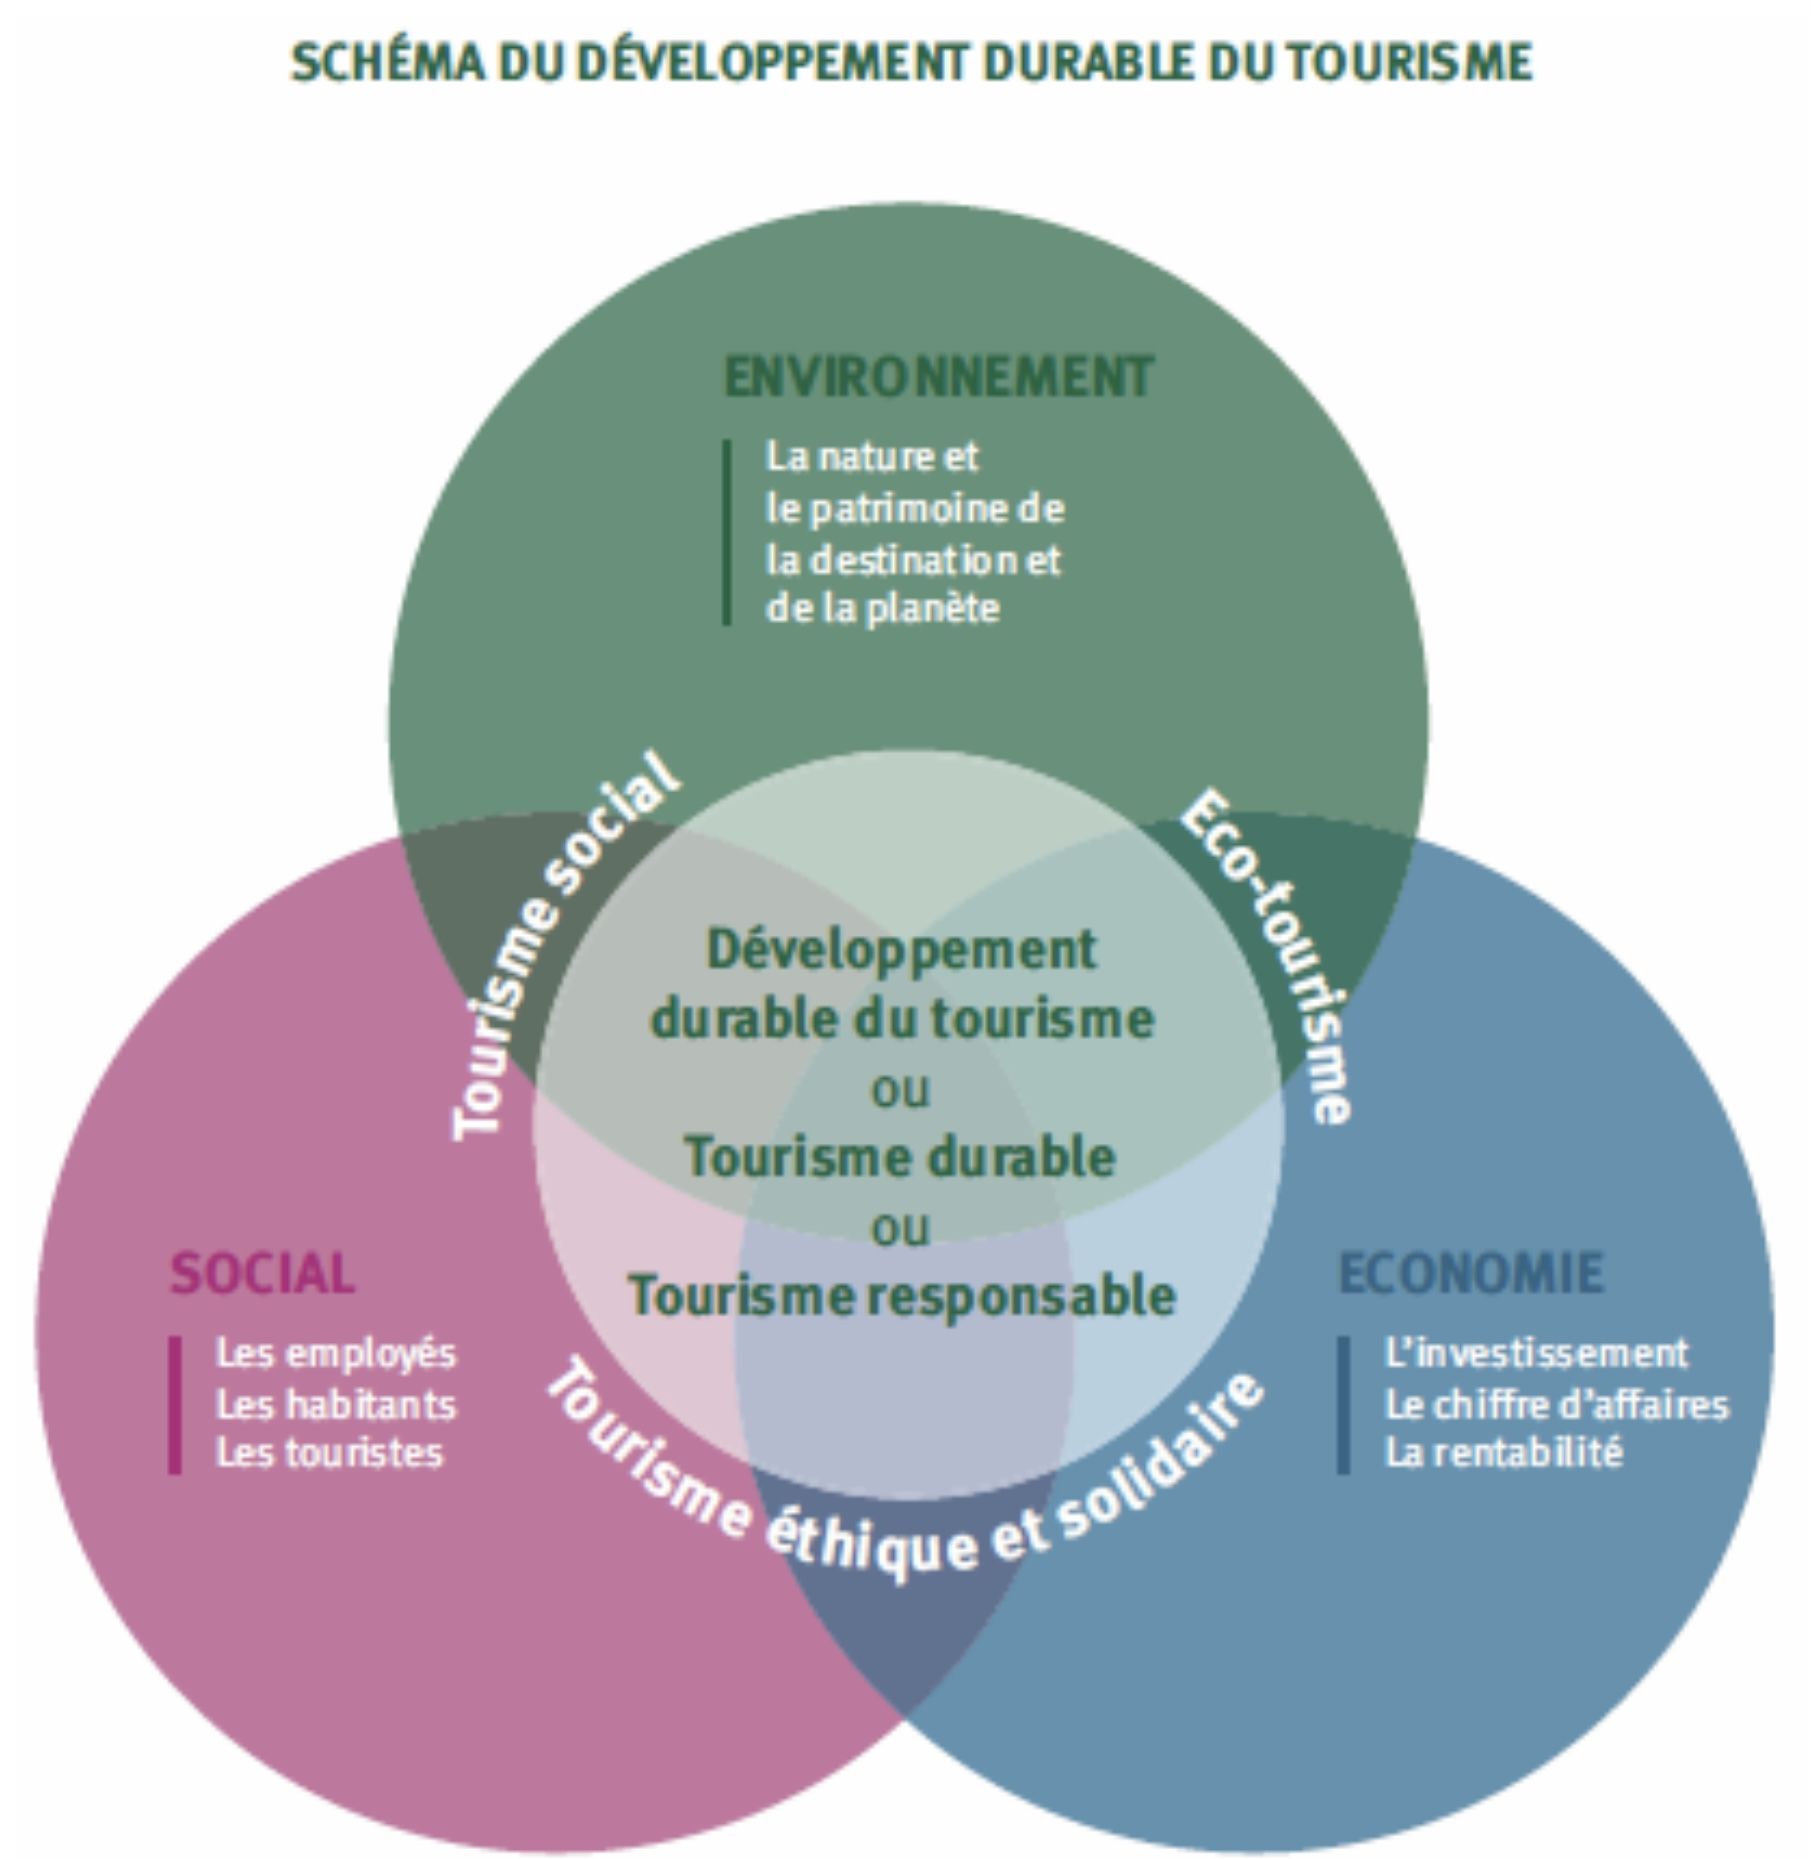 SCHÉMA DU DÉVELOPPEMENT DURABLE DU TOURISME
ENVIRONNEMENT
La nature et
le patrimoine de
la destination et
de la planète
Tourisme social
Eco-tourisme
Développement
durable du tourisme
ou
Tourisme durable
ou
Tourisme responsable
SOCIAL
Les employés
Les habitants
Les touristes
ECONOMIE
L'investissement
Le chiffre d'affaires
La rentabilité
Tourisme éthique et solidaire